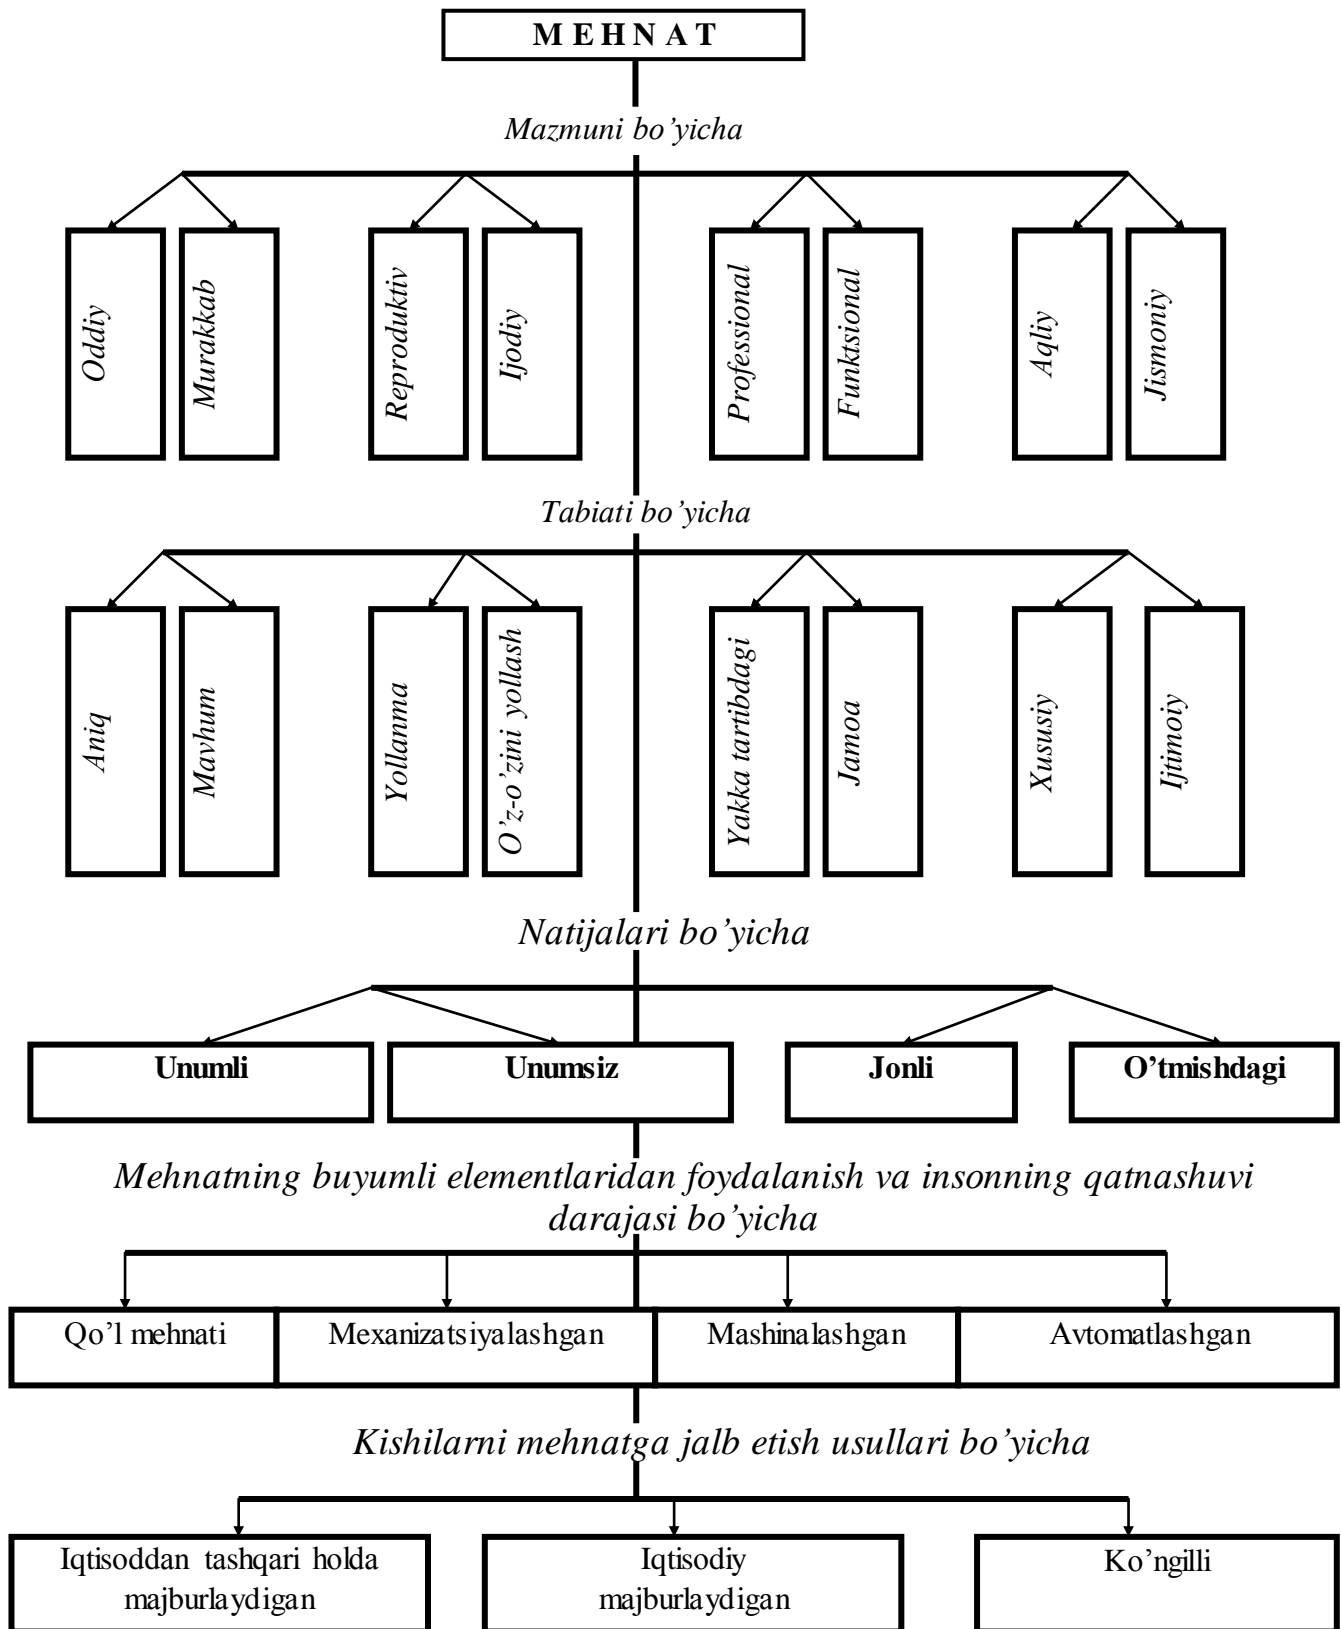 MEHNAT
Mazmuni bo’yicha
Oddiy
Murakkab
Reproduktiv
Ijodiy
Professional
Funktsional
Aqliy
Jismoniy
Tabiati bo’yicha
Aniq
Mavhum
Yollanma
O’z-o’zini yollash
Yakka tartibdagi
Jamoa
Xususiy
Ijtimoiy
Natijalari bo’yicha
Unumli
Unumsiz
Jonli
O’tmishdagi
Mehnatning buyumli elementlaridan foydalanish va insonning qatnashuvi
darajasi bo’yicha
Qo’l mehnati
Mexanizatsiyalashgan
Mashinalashgan
Avtomatlashgan
Kishilarni mehnatga jalb etish usullari bo’yicha
Iqtisoddan tashqari holda
majburlaydigan
Iqtisodiy
majburlaydigan
Ko’ngilli